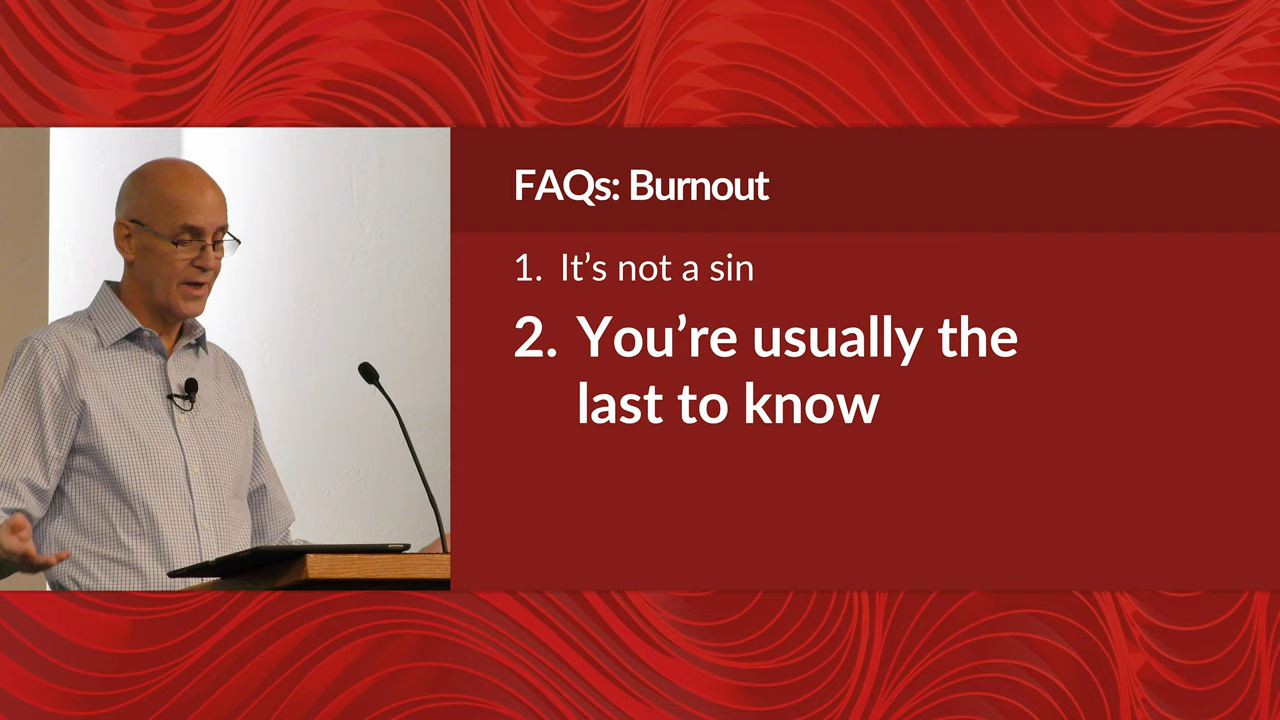 FAQs: Burnout
1. It’s not a sin
2. You’re usually the
last to know